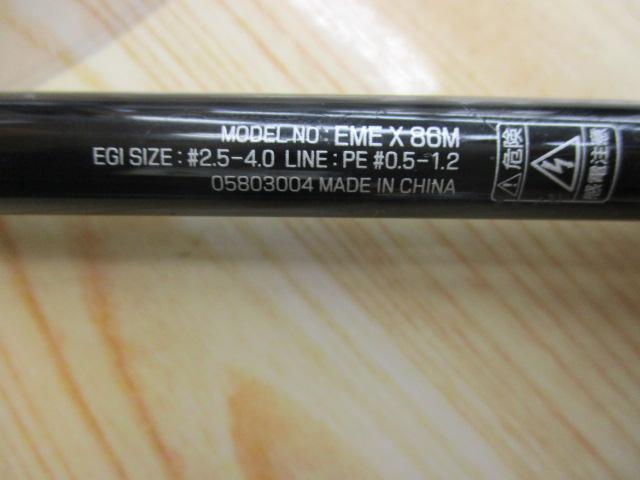 MODEL NO : EME X 86M
EGI SIZE : #2.5-4.0 LINE : PE #0.5-1.2
05803004 MADE IN CHINA
危険
感電注意